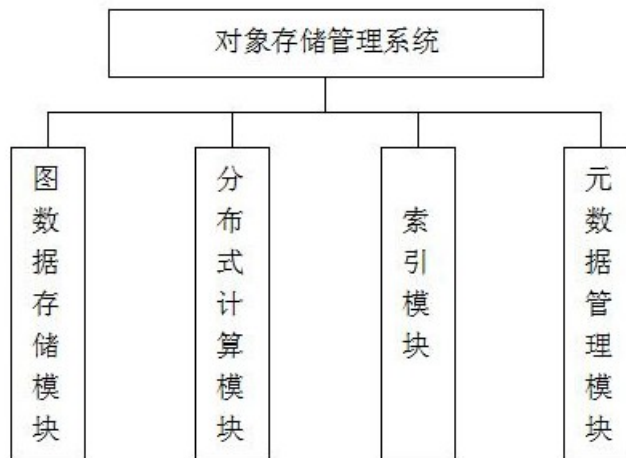 对象存储管理系统
图数据存储模块
分布式计算模块
索引模块
元数据管理模块